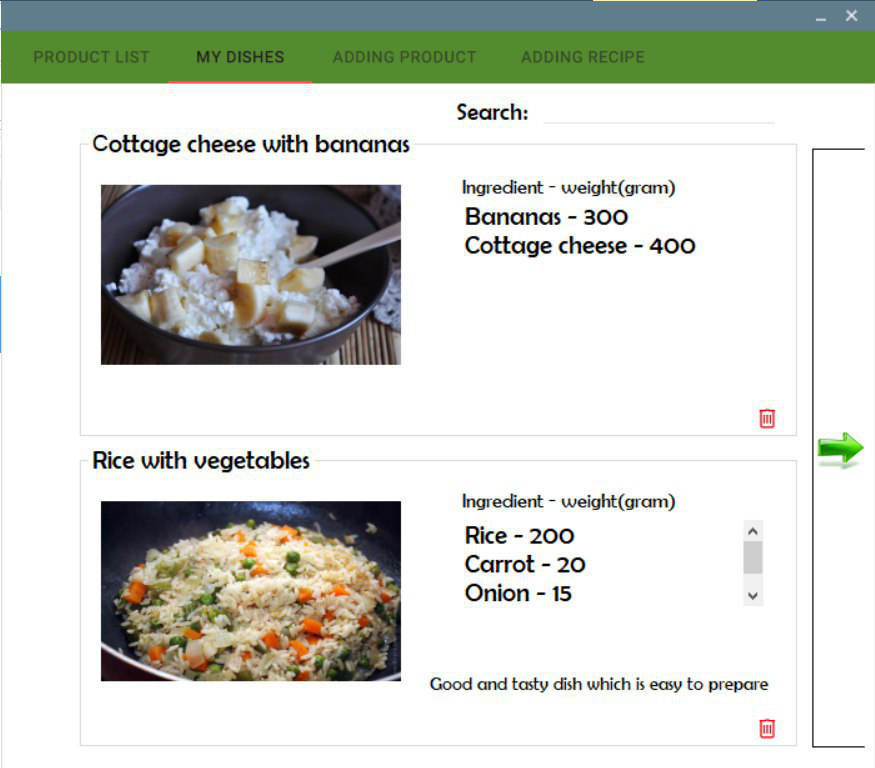 PRODUCT LIST MY DISHES ADDING PRODUCT ADDING RECIPE
Search:
Cottage cheese with bananas
Ingredient - weight(gram)
Bananas - 300
Cottage cheese - 400
Rice with vegetables
Ingredient - weight(gram)
Rice - 200
Carrot - 20
Onion - 15
Good and tasty dish which is easy to prepare